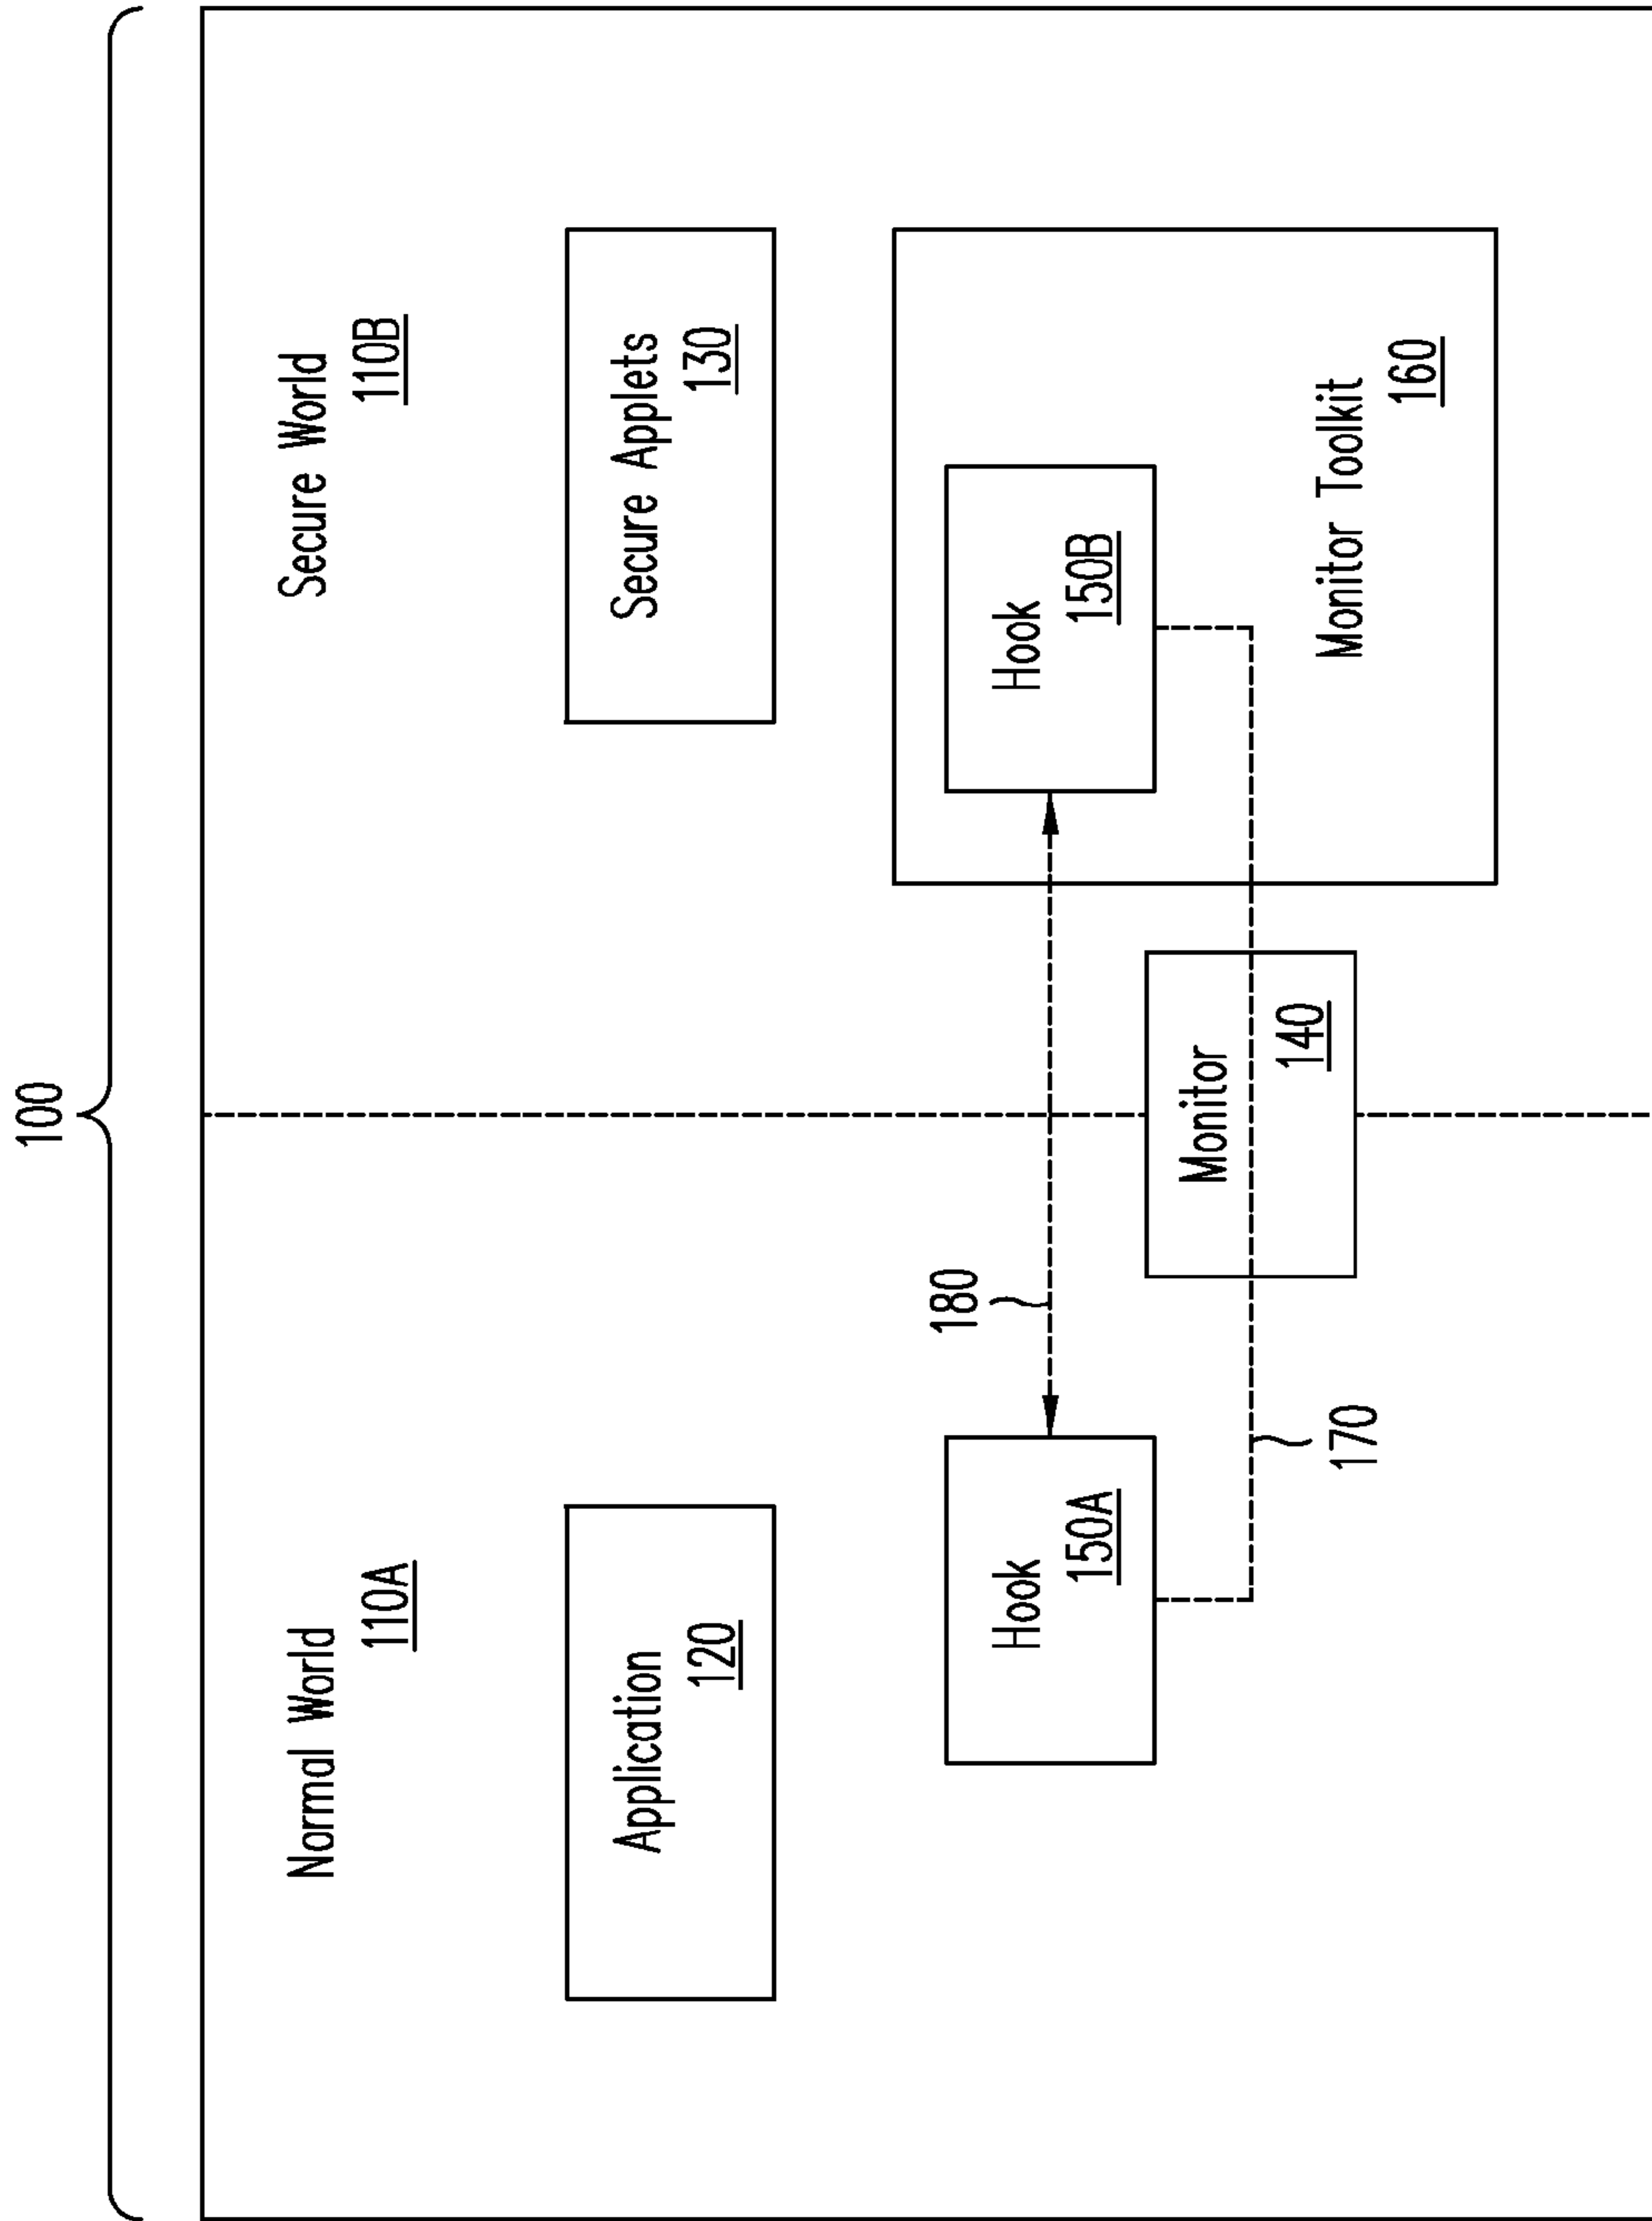 100
Normal World
110A
Secure World
110B
Application
120
Secure Applets
130
180
Hook
150A
Hook
150B
Monitor
140
170
Monitor Toolkit
160